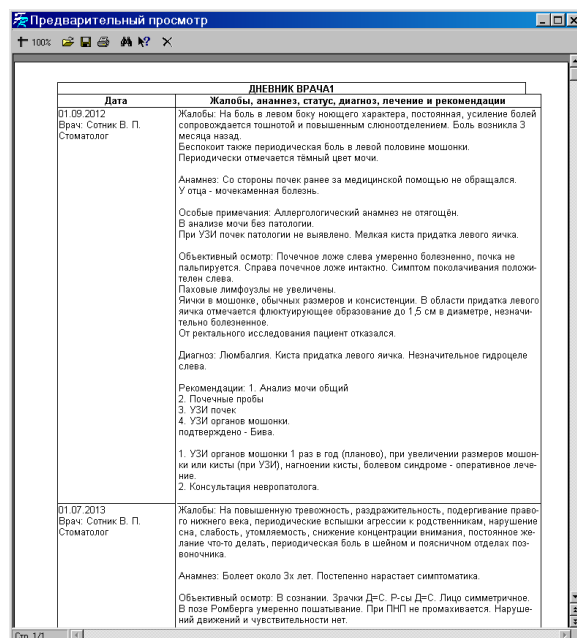 Предварительный просмотр
100%
ДНЕВНИК ВРАЧА1
Дата
Жалобы, анамнез, статус, диагноз, лечение и рекомендации
01.09.2012
Врач: Сотник В. П.
Стоматолог
Жалобы: На боль в левом боку ноющего характера, постоянная, усиление болей
сопровождается тошнотой и повышенным слюноотделением. Боль возникла 3
месяца назад.
Беспокоит также периодическая боль в левой половине мошонки.
Периодически отмечается тёмный цвет мочи.
Анамнез: Со стороны почек ранее за медицинской помощью не обращался.
У отца - мочекаменная болезнь.
Особые примечания: Аллергологический анамнез не отягощён.
В анализе мочи без патологии.
При УЗИ почек патологии не выявлено. Мелкая киста придатка левого яичка.
Объективный осмотр: Почечное ложе слева умеренно болезненно, почка не
пальпируется. Справа почечное ложе интактно. Симптом поколачивания положи-
телен слева.
Паховые лимфоузлы не увеличены.
Яички в мошонке, обычных размеров и консистенции. В области придатка левого
яичка отмечается флюктуирующее образование до 1,5 см в диаметре, незначи-
тельно болезненное.
От ректального исследования пациент отказался.
Диагноз: Люмбалгия. Киста придатка левого яичка. Незначительное гидроцеле
слева.
Рекомендации: 1. Анализ мочи общий
2. Почечные пробы
3. УЗИ почек
4. УЗИ органов мошонки.
подтверждено - Бива.
1. УЗИ органов мошонки 1 раз в год (планово), при увеличении размеров мошон-
ки или кисты (при УЗИ), нагноении кисты, болевом синдроме - оперативное лече-
ние.
2. Консультация невропатолога.
01.07.2013
Врач: Сотник В. П.
Стоматолог
Жалобы: На повышенную тревожность, раздражительность, подергивание право-
го нижнего века, периодические вспышки агрессии к родственникам, нарушение
сна, слабость, утомляемость, снижение концентрации внимания, постоянное же-
лание что-то делать, периодическая боль в шейном и поясничном отделах поз-
воночника.
Анамнез: Болеет около 3х лет. Постепенно нарастает симптоматика.
Объективный осмотр: В сознании. Зрачки Д=С. Р-сы Д=С. Лицо симметричное.
В позе Ромберга умеренно пошатывание. При ПНП не промахивается. Наруше-
ний движений и чувствительности нет.
Стр 1/1